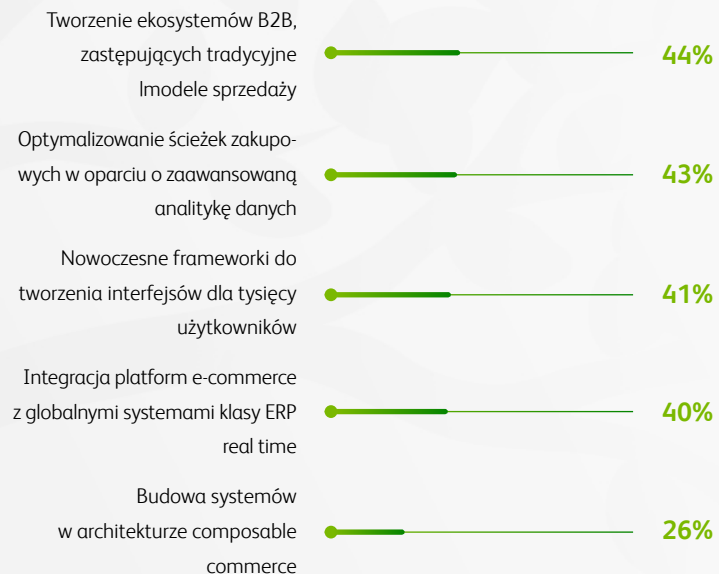 Tworzenie ekosystemów B2B,
zastępujących tradycyjne
lmodele sprzedaży
44%
Optymalizowanie ścieżek zakupo-
wych w oparciu o zaawansowaną
analitykę danych
43%
Nowoczesne frameworki do
tworzenia interfejsów dla tysięcy
użytkowników
41%
Integracja platform e-commerce
z globalnymi systemami klasy ERP
real time
40%
Budowa systemów
w architekturze composable
commerce
26%